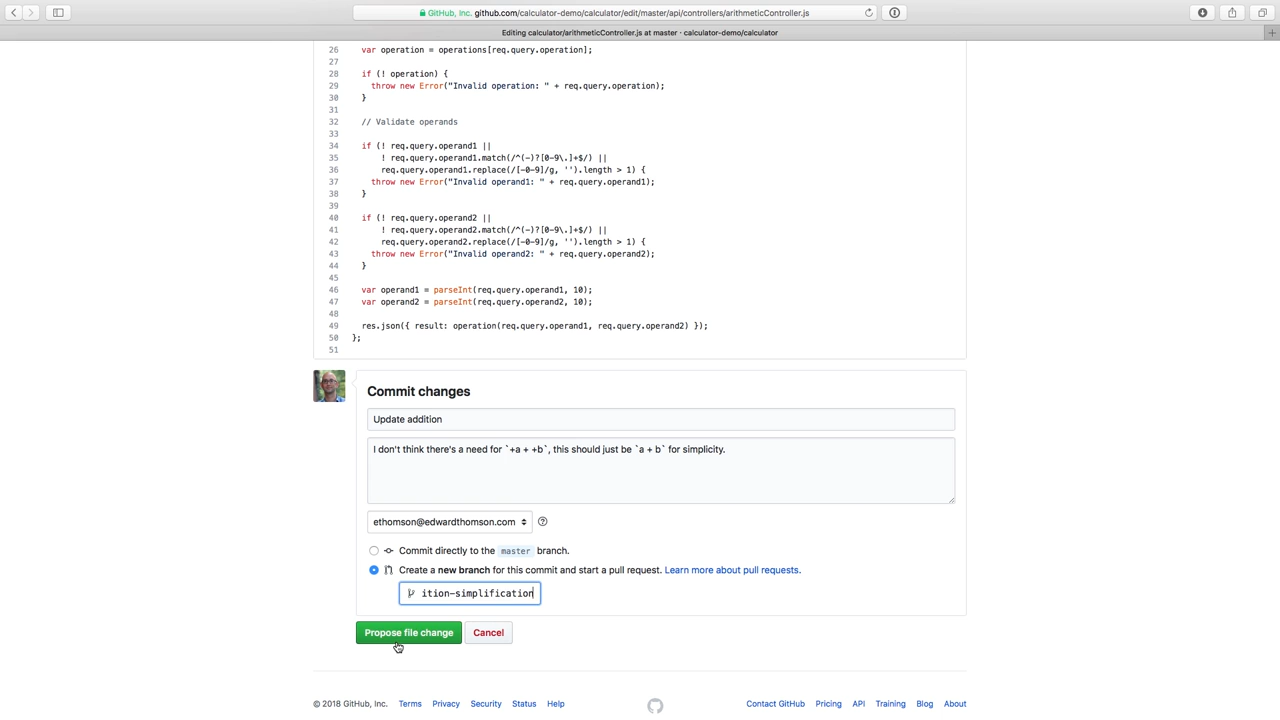 GitHub, Inc. github.com/calculator-demo/calculator/edit/master/api/controllers/arithmeticController.js
Editing calculator/arithmeticController.js at master · calculator-demo/calculator
26 var operation = operations[req.query.operation];
27
28 if (! operation) {
29 throw new Error("Invalid operation: " + req.query.operation);
30 }
31
32 // Validate operands
33
34 if (! req.query.operand1 ||
35 ! req.query.operand1.match(/^(-)?[0-9\.]+$/) ||
36 req.query.operand1.replace(/[-0-9]/g, '').length > 1) {
37 throw new Error("Invalid operand1: " + req.query.operand1);
38 }
39
40 if (! req.query.operand2 ||
41 ! req.query.operand2.match(/^(-)?[0-9\.]+$/) ||
42 req.query.operand2.replace(/[-0-9]/g, '').length > 1) {
43 throw new Error("Invalid operand2: " + req.query.operand2);
44 }
45
46 var operand1 = parseInt(req.query.operand1, 10);
47 var operand2 = parseInt(req.query.operand2, 10);
48
49 res.json({ result: operation(req.query.operand1, req.query.operand2) });
50 };
51
Commit changes
Update addition
I don't think there's a need for `+a + +b`, this should just be `a + b` for simplicity.
ethomson@edwardthomson.com
Commit directly to the master branch.
Create a new branch for this commit and start a pull request. Learn more about pull requests.
ition-simplification
Propose file change Cancel
© 2018 GitHub, Inc. Terms Privacy Security Status Help Contact GitHub Pricing API Training Blog About